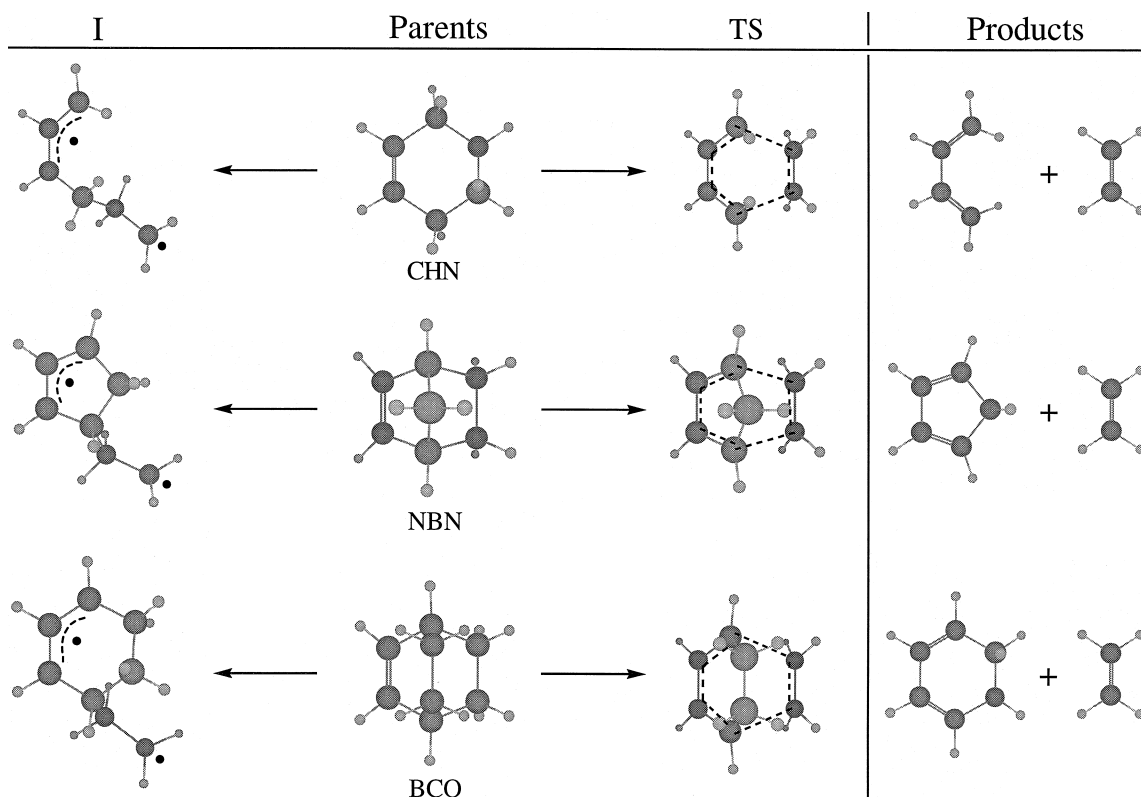 I Parents TS Products
+
CHN
+
NBN
+
BCO